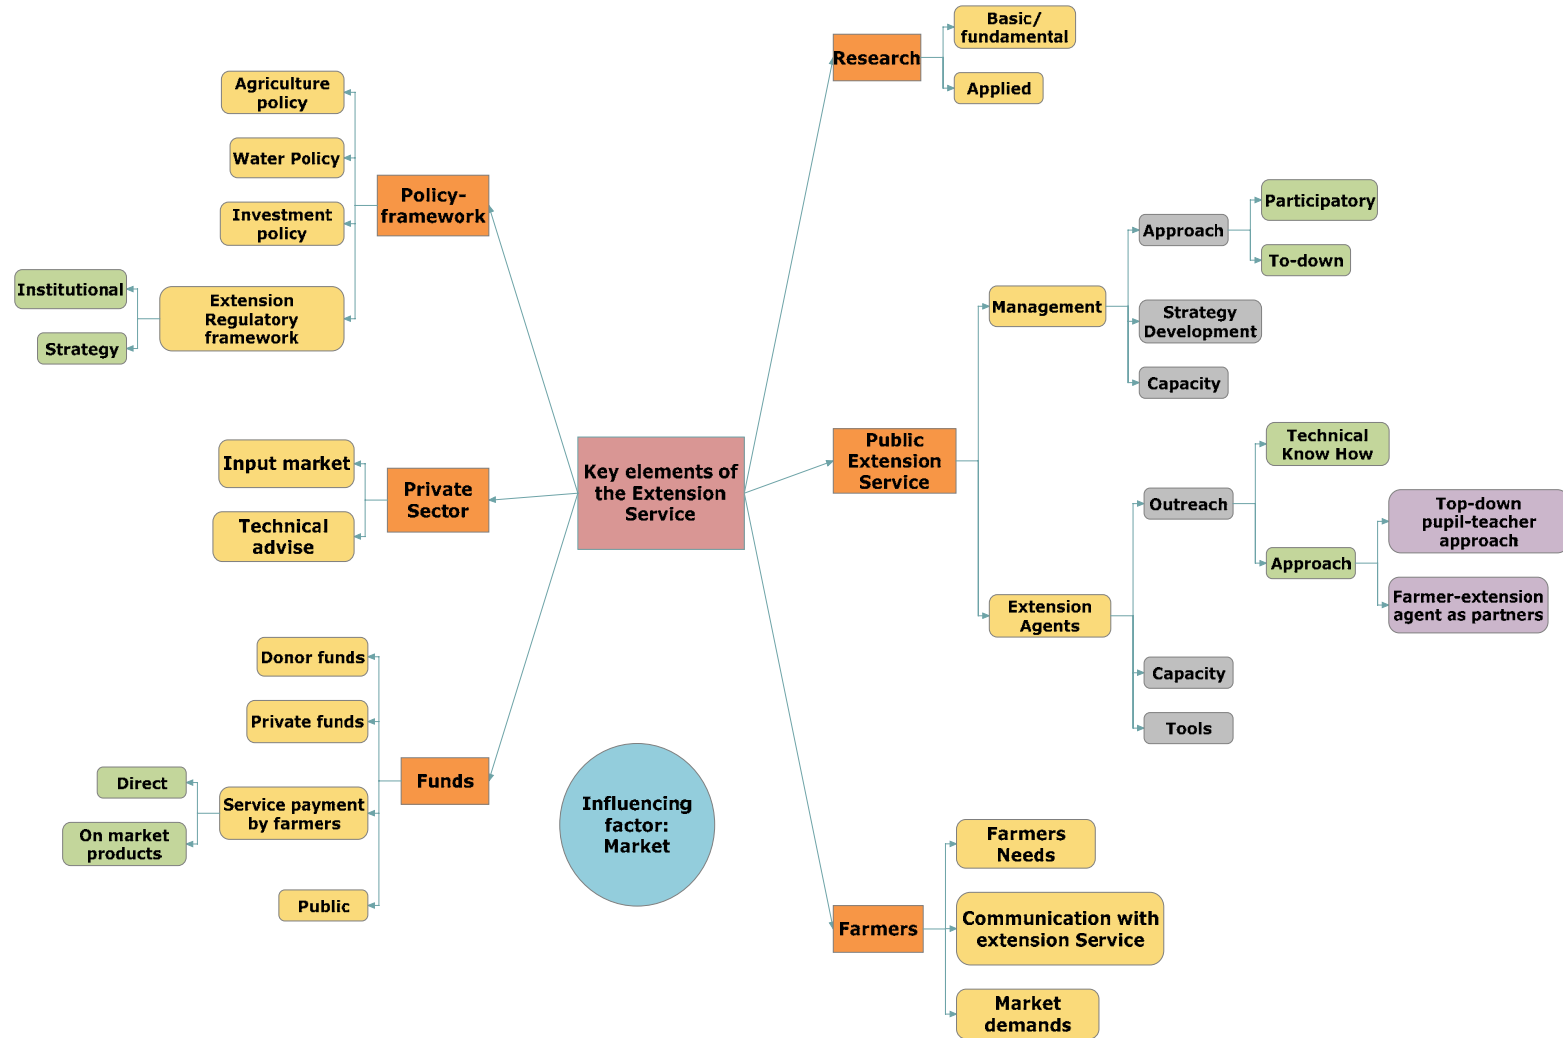 Key elements of
the Extension
Service
Policy-
framework
Agriculture
policy
Water Policy
Investment
policy
Extension
Regulatory
framework
Institutional
Strategy
Private
Sector
Input market
Technical
advise
Funds
Donor funds
Private funds
Service payment
by farmers
Direct
On market
products
Public
Influencing
factor:
Market
Research
Basic/
fundamental
Applied
Public
Extension
Service
Management
Approach
Participatory
To-down
Strategy
Development
Capacity
Extension
Agents
Outreach
Technical
Know How
Approach
Top-down
pupil-teacher
approach
Farmer-extension
agent as partners
Capacity
Tools
Farmers
Farmers
Needs
Communication with
extension Service
Market
demands